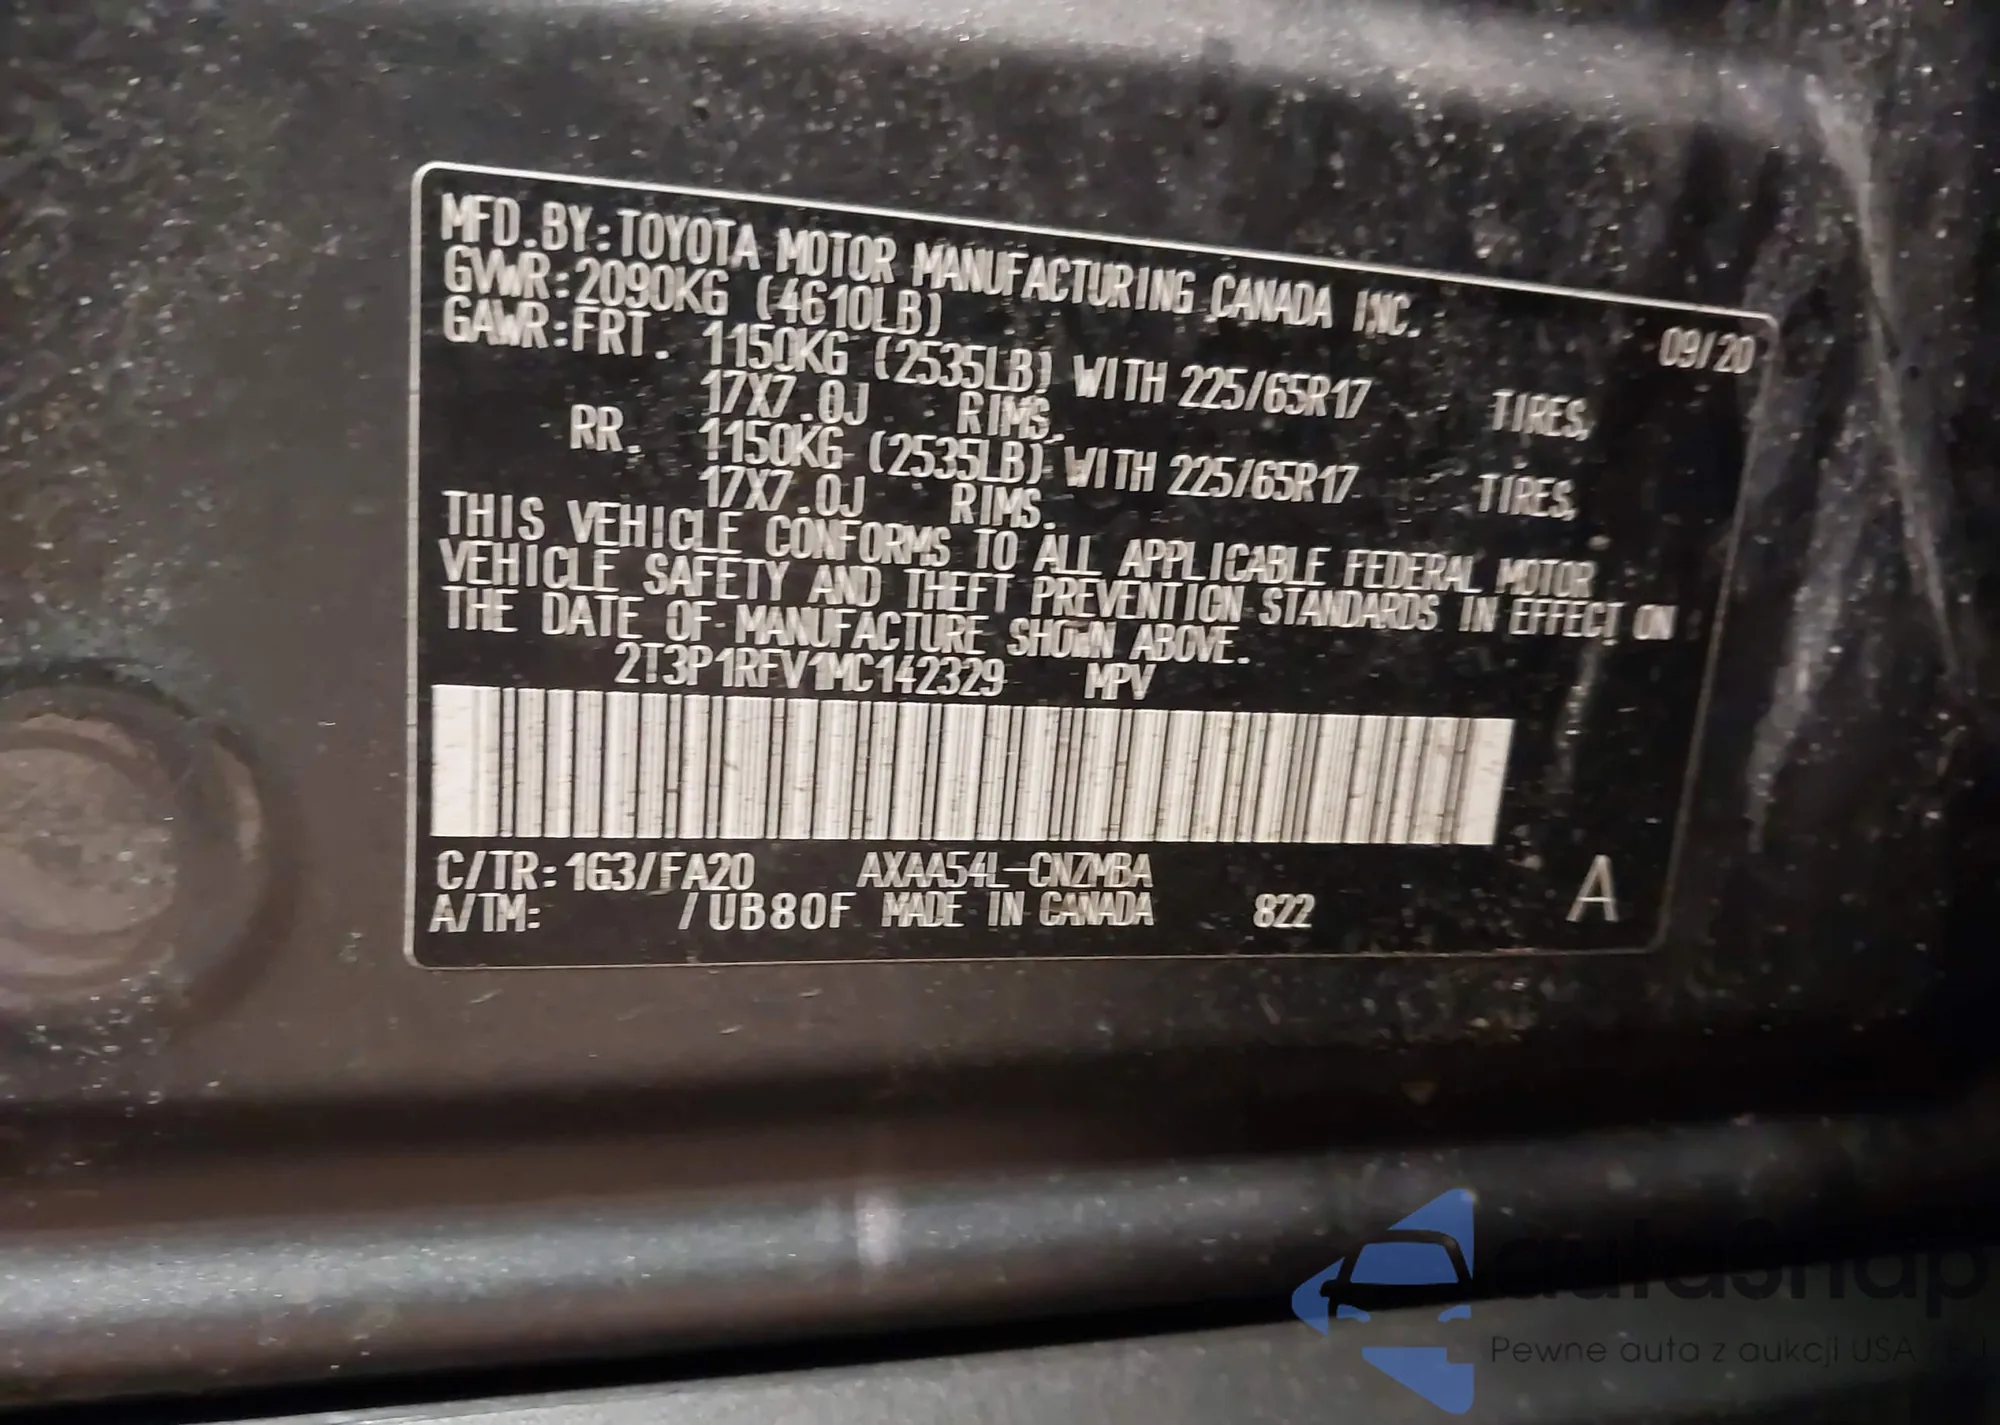 MFD.BY:TOYOTA MOTOR MANUFACTURING CANADA INC.
09/20
GVWR:2090KG (4610LB)
GAWR:FRT. 1150KG (2535LB) WITH 225/65R17 TIRES,
17X7.0J RIMS.
RR. 1150KG (2535LB) WITH 225/65R17 TIRES,
17X7.0J RIMS.
THIS VEHICLE CONFORMS TO ALL APPLICABLE FEDERAL MOTOR
VEHICLE SAFETY AND THEFT PREVENTION STANDARDS IN EFFECT ON
THE DATE OF MANUFACTURE SHOWN ABOVE.
2T3P1RFV1MC142329 MPV
C/TR:1G3/FA20 AXAA54L-CNZMBA
A/TM: /UB80F MADE IN CANADA 822 A
autasnap
Pewne auta z aukcji USA